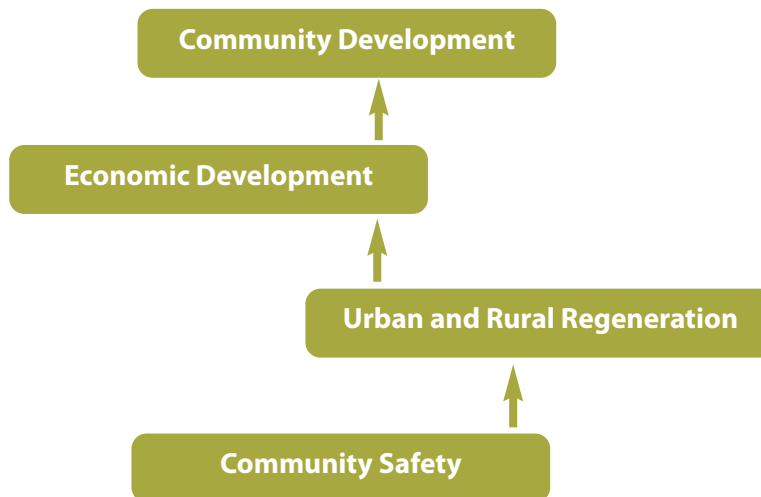 Community Development
Economic Development
Urban and Rural Regeneration
Community Safety